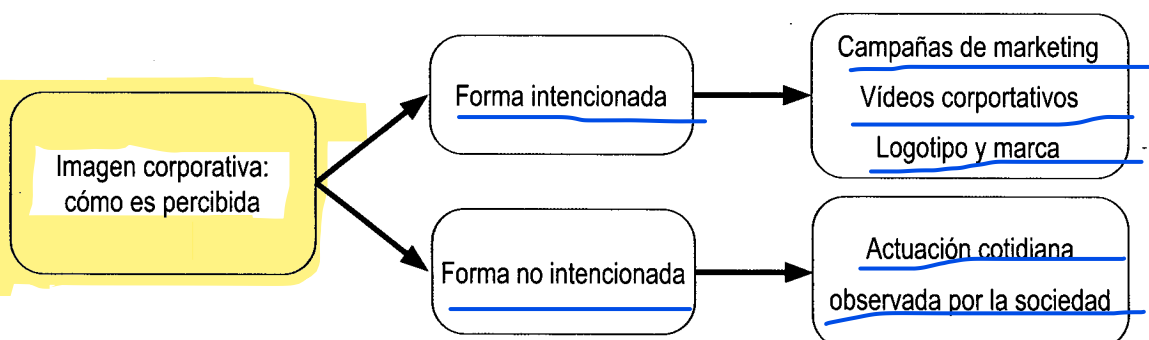 Imagen corporativa:
cómo es percibida
Forma intencionada
Campañas de marketing
Vídeos corportativos
Logotipo y marca
Forma no intencionada
Actuación cotidiana
observada por la sociedad